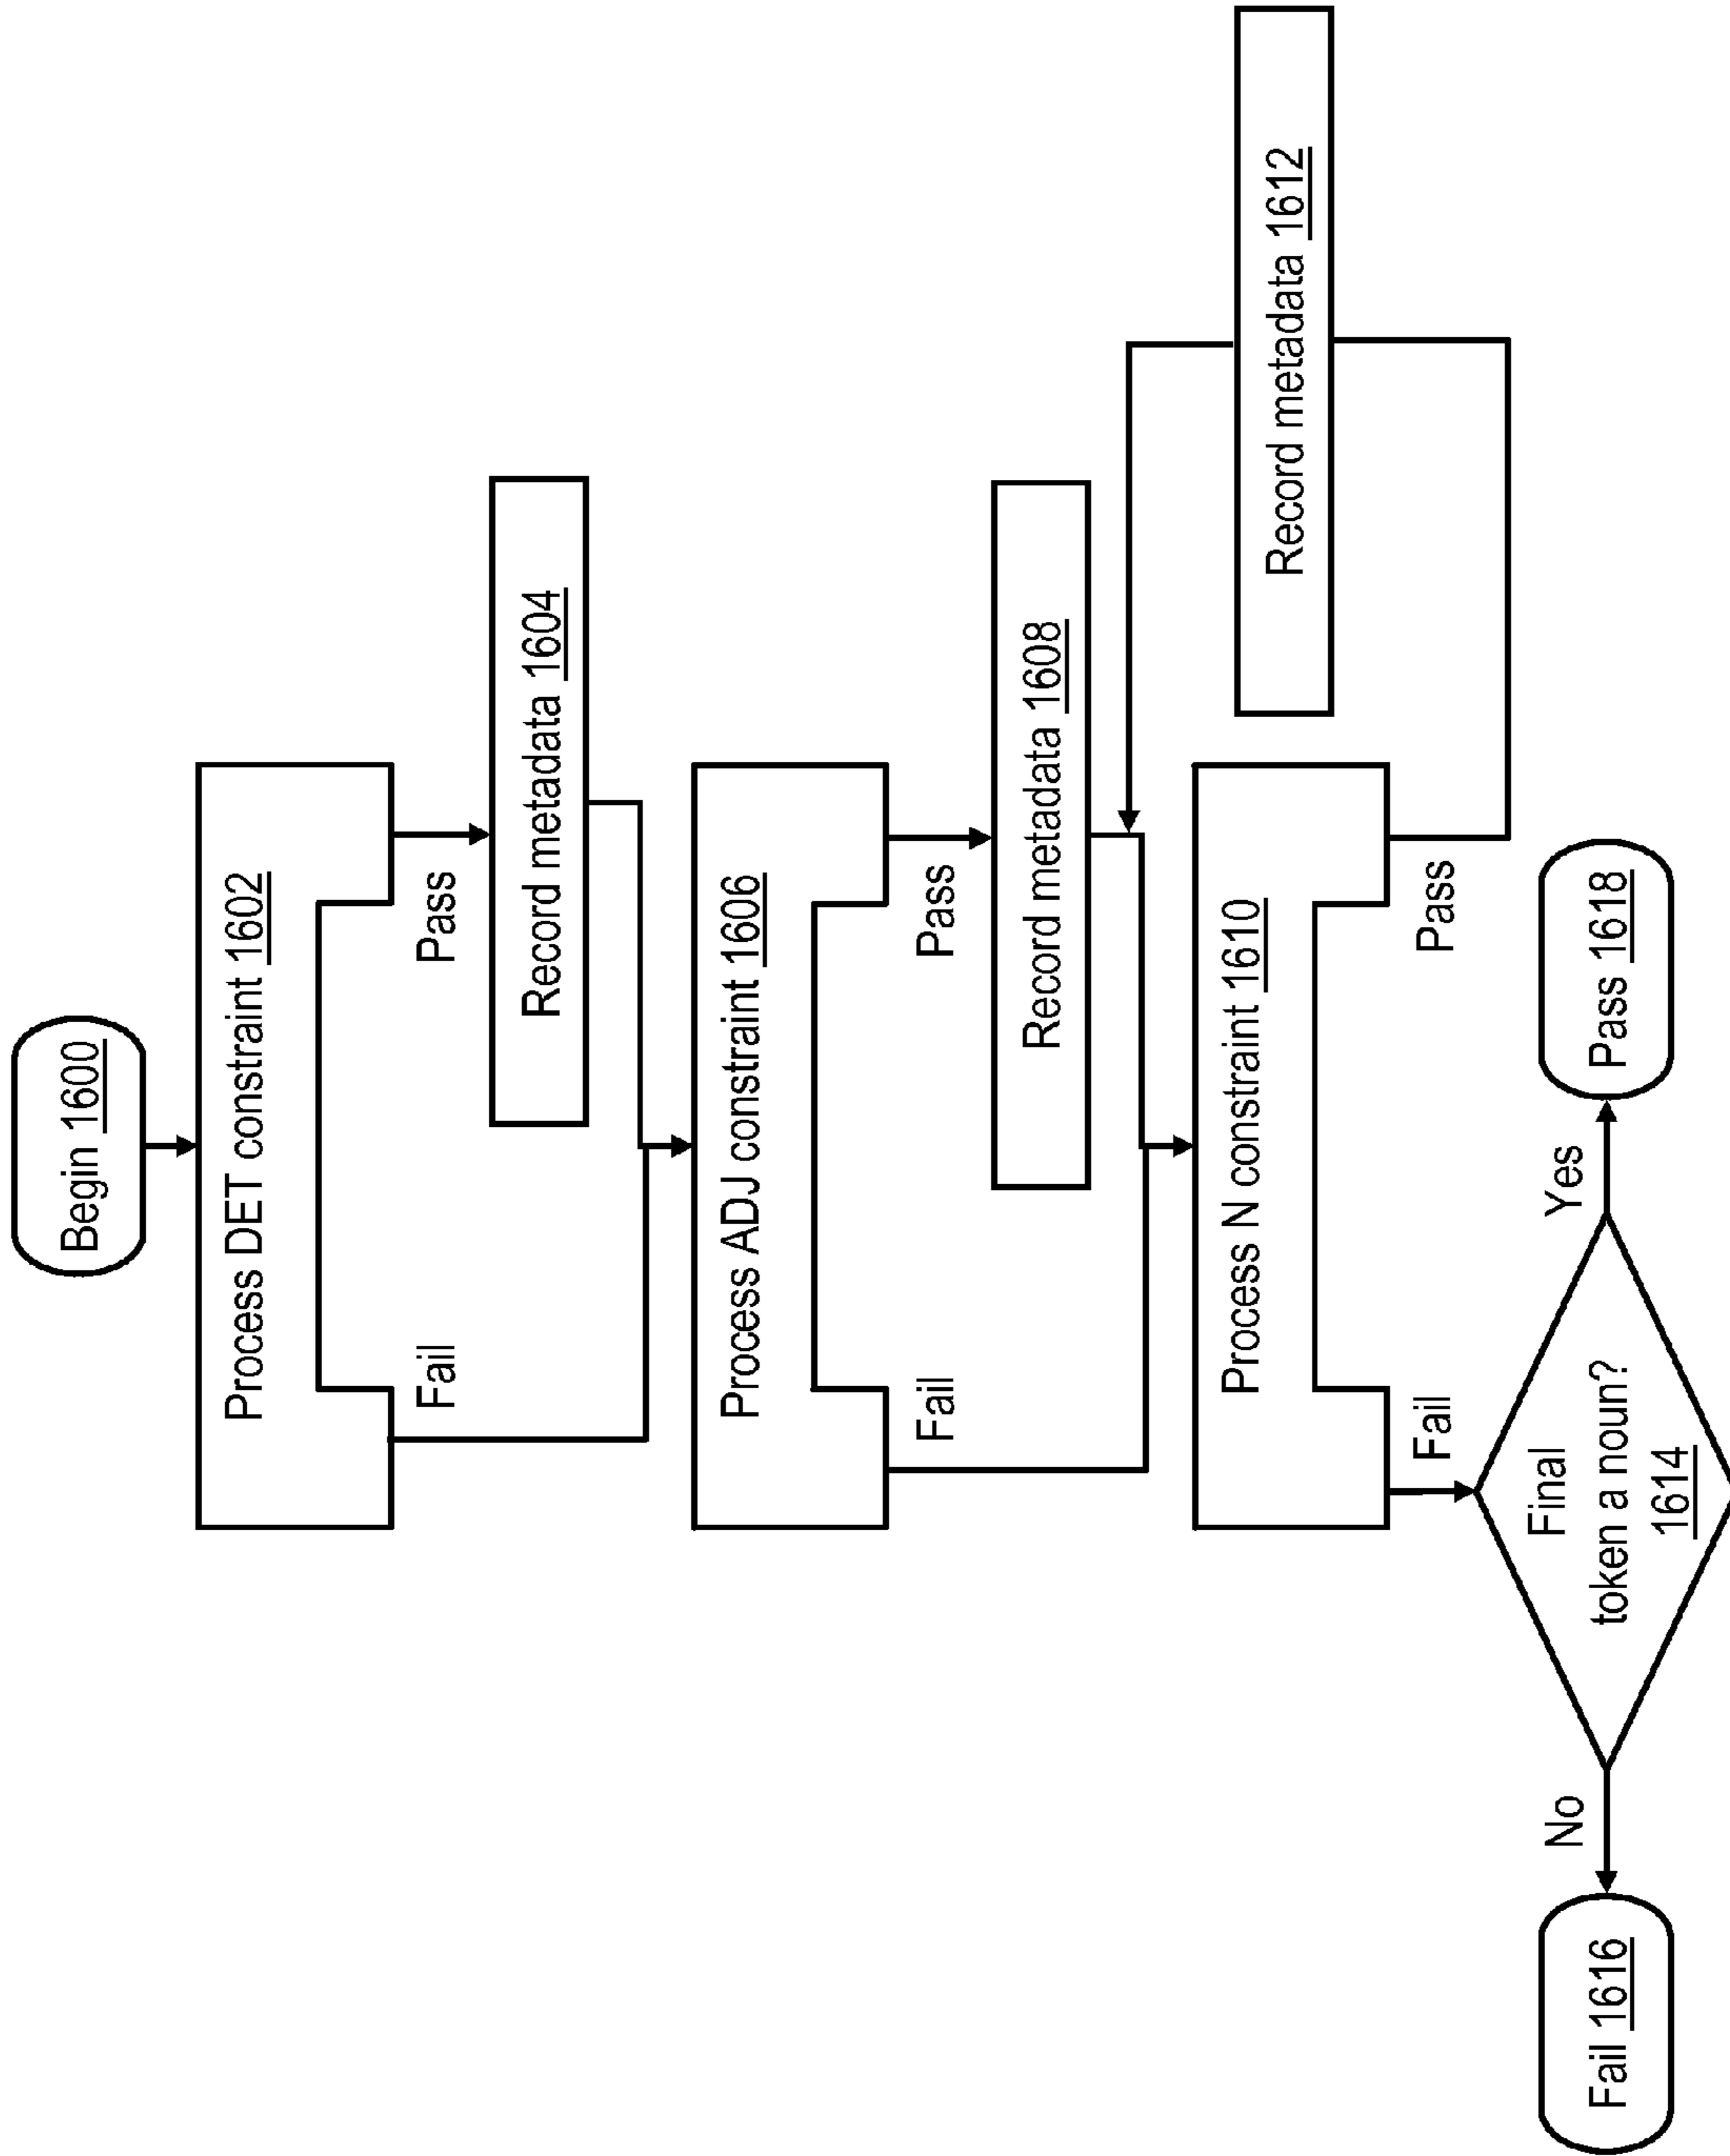 Begin 1600
Process DET constraint 1602
Fail
Pass
Record metadata 1604
Process ADJ constraint 1606
Fail
Pass
Record metadata 1608
Process N constraint 1610
Record metadata 1612
Fail
Pass
Final
token a noun?
1614
No
Yes
Fail 1616
Pass 1618